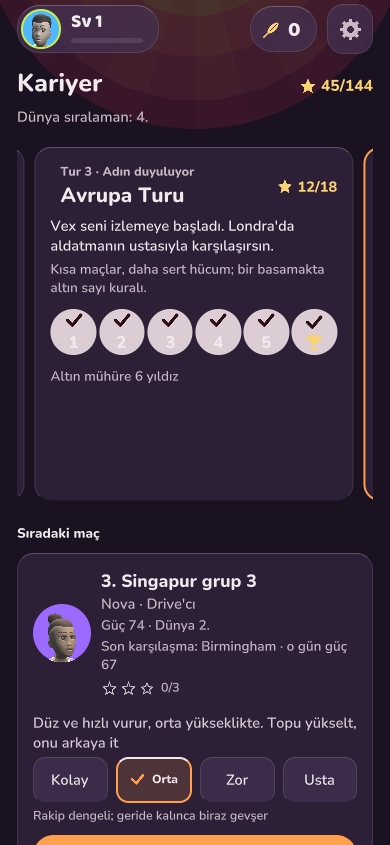 Sv 1
0
Kariyer
45/144
Dünya sıralaman: 4.
Tur 3 · Adın duyuluyor
Avrupa Turu
12/18
Vex seni izlemeye başladı. Londra'da
aldatmanın ustasıyla karşılaşırsın.
Kısa maçlar, daha sert hücum; bir basamakta
altın sayı kuralı.
1 2 3 4 5
Altın mühüre 6 yıldız
Sıradaki maç
3. Singapur grup 3
Nova · Drive'cı
Güç 74 · Dünya 2.
Son karşılaşma: Birmingham · o gün güç
67
0/3
Düz ve hızlı vurur, orta yükseklikte. Topu yükselt,
onu arkaya it
Kolay Orta Zor Usta
Rakip dengeli; geride kalınca biraz gevşer